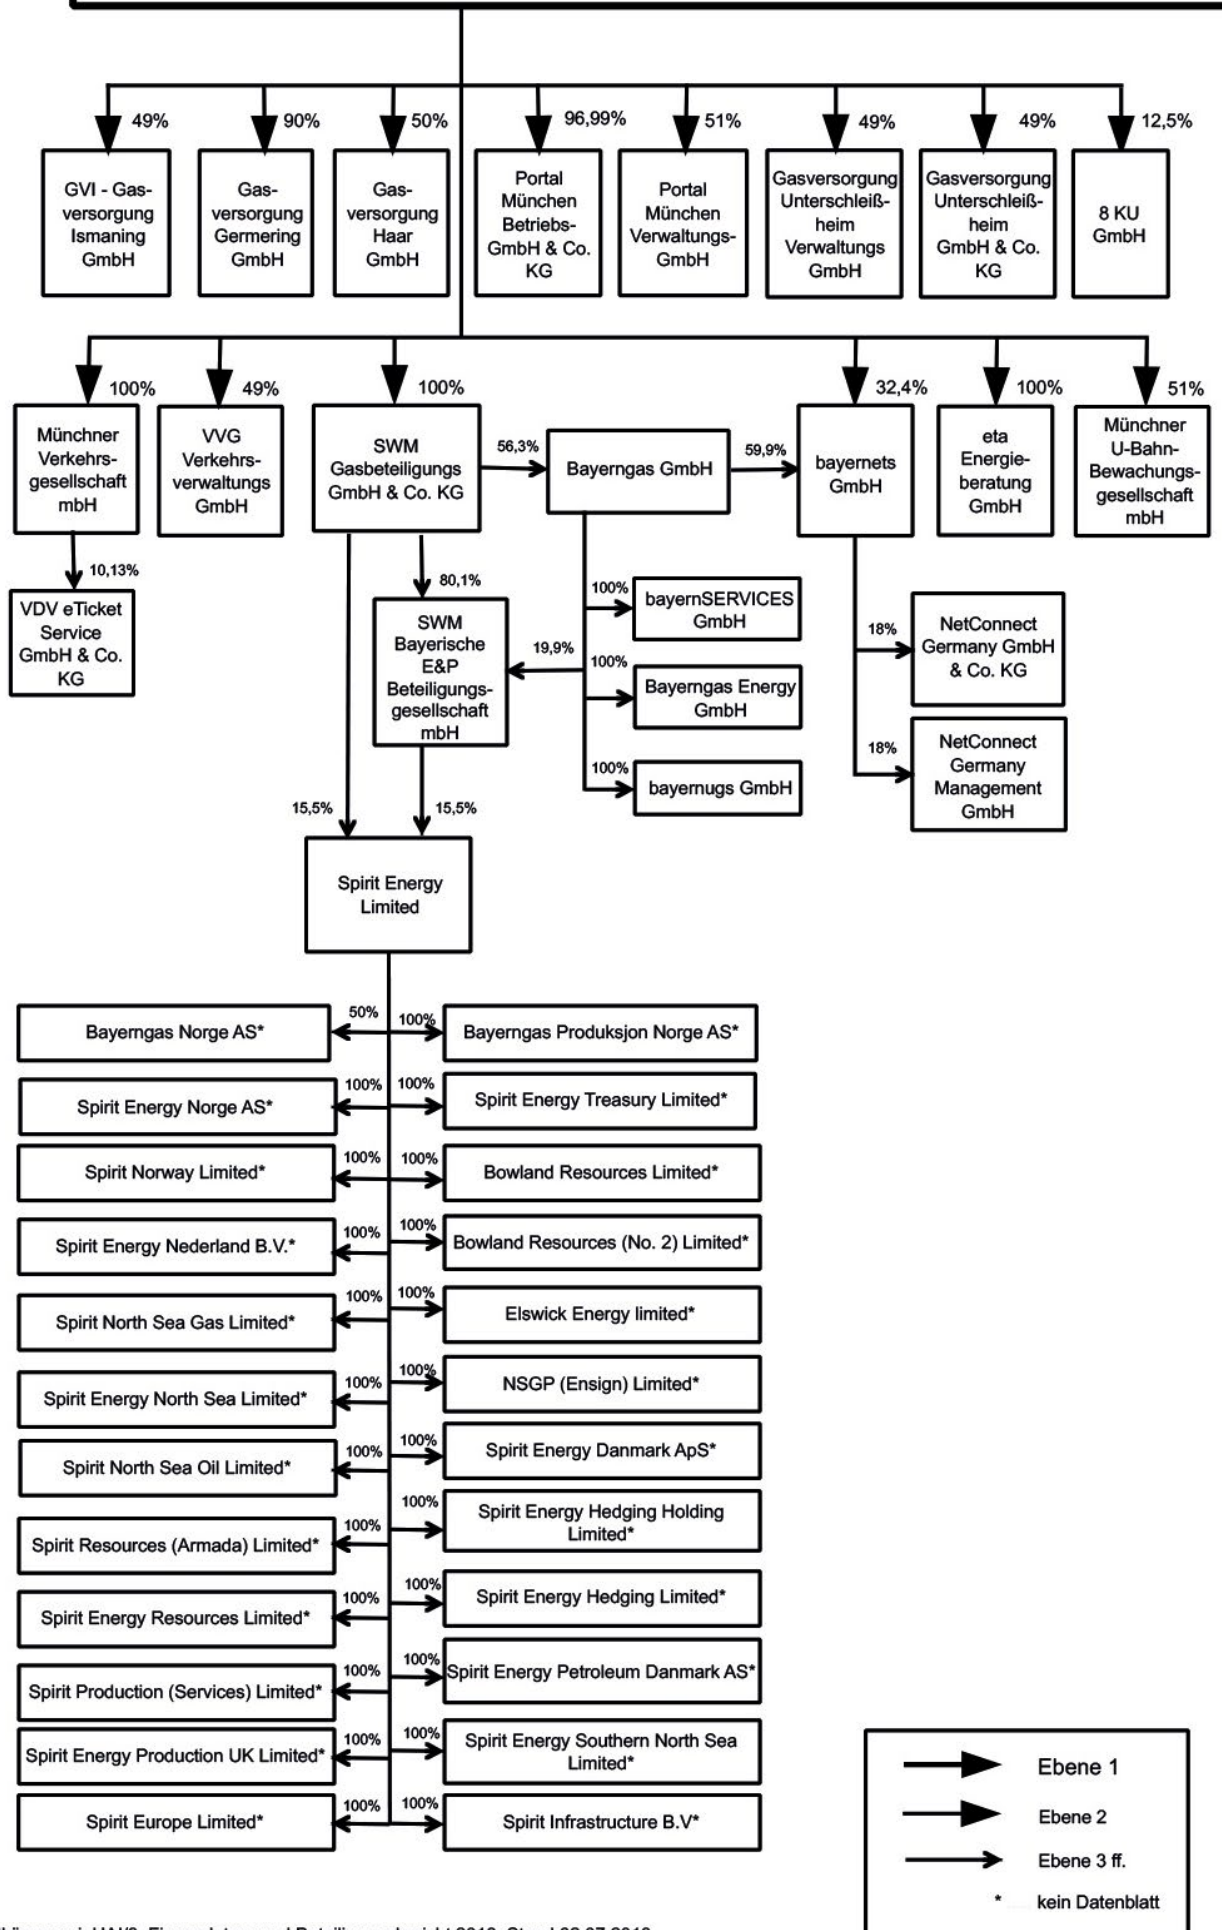 49%
90%
50%
96,99%
51%
49%
49%
12,5%
GVI - Gas-
versorgung
Ismaning
GmbH
Gas-
versorgung
Germering
GmbH
Gas-
versorgung
Haar
GmbH
Portal
München
Betriebs-
GmbH & Co.
KG
Portal
München
Verwaltungs-
GmbH
Gasversorgung
Unterschleiß-
heim
Verwaltungs
GmbH
Gasversorgung
Unterschleiß-
heim
GmbH & Co.
KG
8 KU
GmbH
100%
49%
100%
32,4%
100%
51%
Münchner
Verkehrs-
gesellschaft
mbH
VVG
Verkehrs-
verwaltungs
GmbH
SWM
Gasbeteiligungs
GmbH & Co. KG
56,3%
Bayerngas GmbH
59,9%
bayernets
GmbH
eta
Energie-
beratung
GmbH
Münchner
U-Bahn-
Bewachungs-
gesellschaft
mbH
10,13%
VDV eTicket
Service
GmbH & Co.
KG
80,1%
SWM
Bayerische
E&P
Beteiligungs-
gesellschaft
mbH
19,9%
100%
bayernSERVICES
GmbH
100%
Bayerngas Energy
GmbH
100%
bayernugs GmbH
18%
NetConnect
Germany GmbH
& Co. KG
18%
NetConnect
Germany
Management
GmbH
15,5%
15,5%
Spirit Energy
Limited
50%
100%
Bayerngas Norge AS*
Bayerngas Produksjon Norge AS*
100%
100%
Spirit Energy Norge AS*
Spirit Energy Treasury Limited*
100%
100%
Spirit Norway Limited*
Bowland Resources Limited*
100%
100%
Spirit Energy Nederland B.V.*
Bowland Resources (No. 2) Limited*
100%
100%
Spirit North Sea Gas Limited*
Elswick Energy limited*
100%
100%
Spirit Energy North Sea Limited*
NSGP (Ensign) Limited*
100%
100%
Spirit North Sea Oil Limited*
Spirit Energy Danmark ApS*
100%
100%
Spirit Resources (Armada) Limited*
Spirit Energy Hedging Holding
Limited*
100%
100%
Spirit Energy Resources Limited*
Spirit Energy Hedging Limited*
100%
100%
Spirit Production (Services) Limited*
Spirit Energy Petroleum Danmark AS*
100%
100%
Spirit Energy Production UK Limited*
Spirit Energy Southern North Sea
Limited*
100%
100%
Spirit Europe Limited*
Spirit Infrastructure B.V*
Ebene 1
Ebene 2
Ebene 3 ff.
* kein Datenblatt